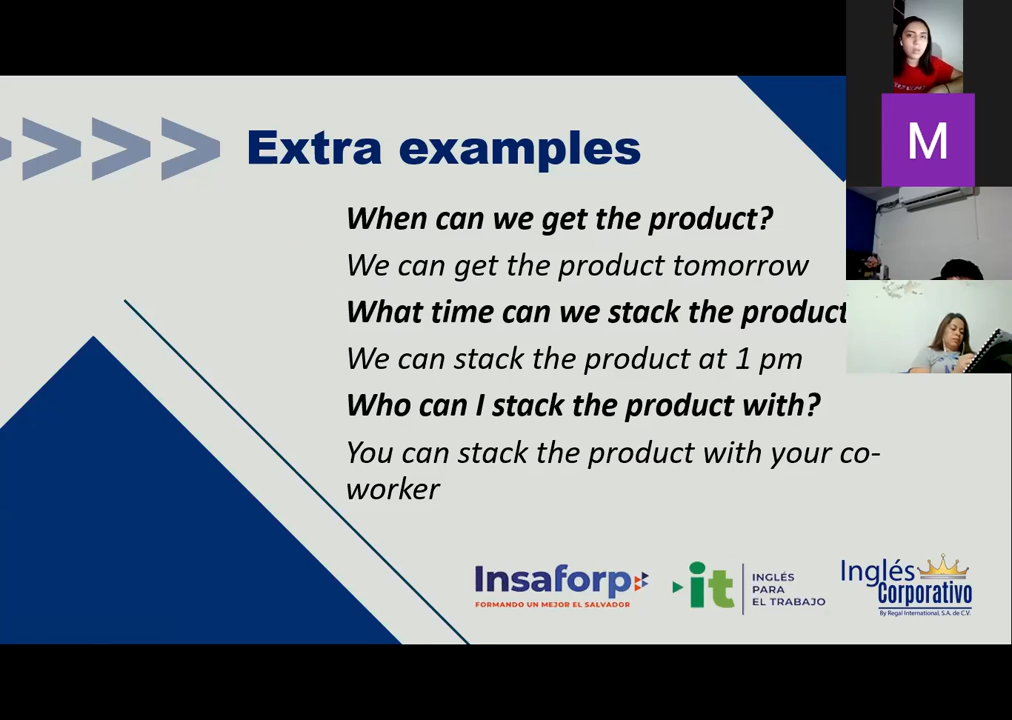 >>>>
Extra examples
M
When can we get the product?
We can get the product tomorrow
What time can we stack the product
We can stack the product at 1 pm
Who can I stack the product with?
You can stack the product with your co-
worker
Insaforp
FORMANDO UN MEJOR EL SALVADOR
it
INGLÉS
PARA
EL TRABAJO
Inglés
Corporativo
By Regal International, S.A. de C.V.